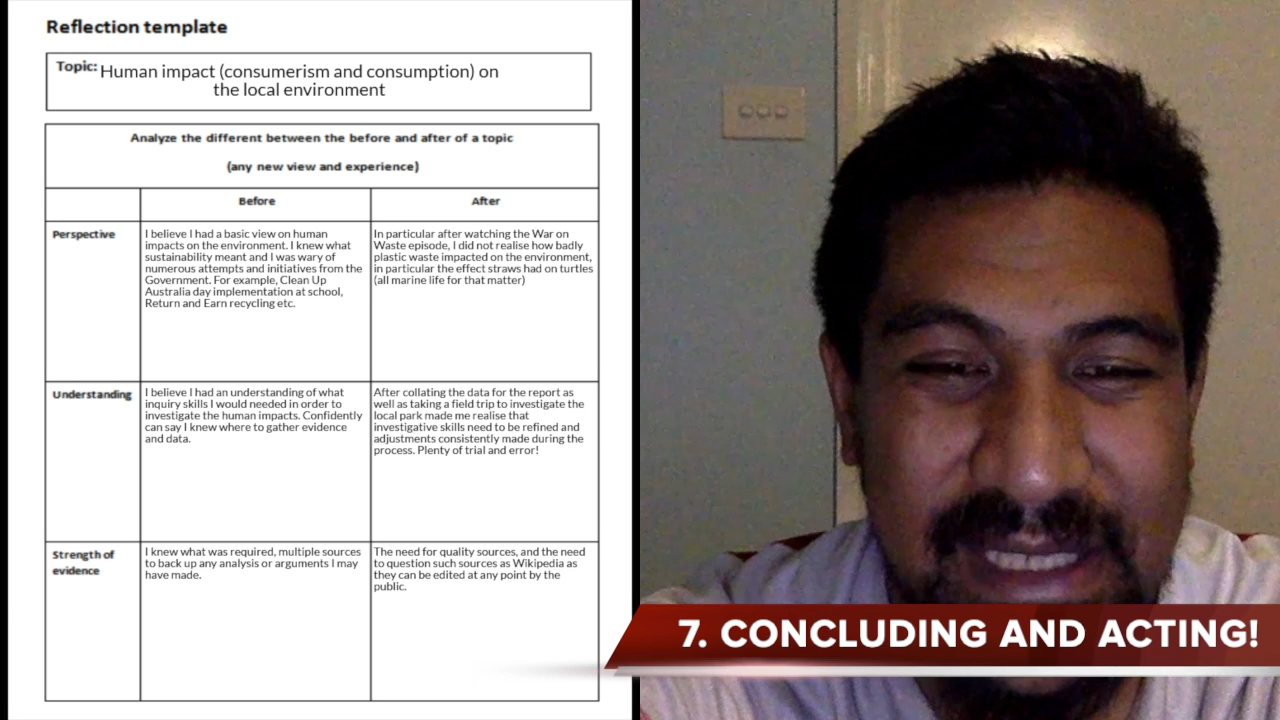 Reflection template
Topic: Human impact (consumerism and consumption) on
the local environment
Analyze the different between the before and after of a topic
(any new view and experience)
Before
After
Perspective
I believe I had a basic view on human
impacts on the environment. I knew what
sustainability meant and I was wary of
numerous attempts and initiatives from the
Government. For example, Clean Up
Australia day implementation at school,
Return and Earn recycling etc.
In particular after watching the War on
Waste episode, I did not realise how badly
plastic waste impacted on the environment,
in particular the effect straws had on turtles
(all marine life for that matter)
Understanding
I believe I had an understanding of what
inquiry skills I would needed in order to
investigate the human impacts. Confidently
can say I knew where to gather evidence
and data.
After collating the data for the report as
well as taking a field trip to investigate the
local park made me realise that
investigative skills need to be refined and
adjustments consistently made during the
process. Plenty of trial and error!
Strength of
evidence
I knew what was required, multiple sources
to back up any analysis or arguments I may
have made.
The need for quality sources, and the need
to question such sources as Wikipedia as
they can be edited at any point by the
public.
7. CONCLUDING AND ACTING!